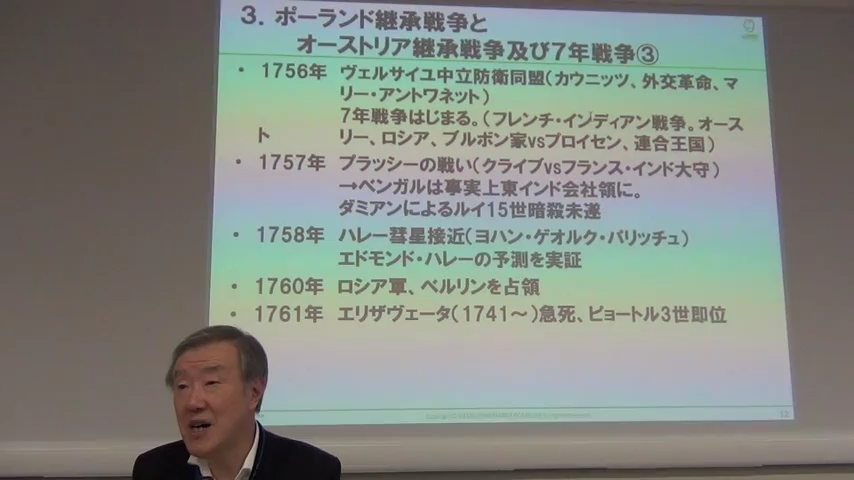 3. ポーランド継承戦争と
オーストリア継承戦争及び7年戦争③
• 1756年 ヴェルサイユ中立防衛同盟(カウニッツ、外交革命、マ
リー・アントワネット)
7年戦争はじまる。(フレンチ・インディアン戦争。オース
ト
リー、ロシア、ブルボン家vsプロイセン、連合王国)
• 1757年 プラッシーの戦い(クライブvsフランス・インド大守)
→ベンガルは事実上東インド会社領に。
ダミアンによるルイ15世暗殺未遂
• 1758年 ハレー彗星接近(ヨハン・ゲオルク・パリッチュ)
エドモンド・ハレーの予測を実証
• 1760年 ロシア軍、ベルリンを占領
• 1761年 エリザヴェータ(1741~)急死、ピョートル3世即位
12